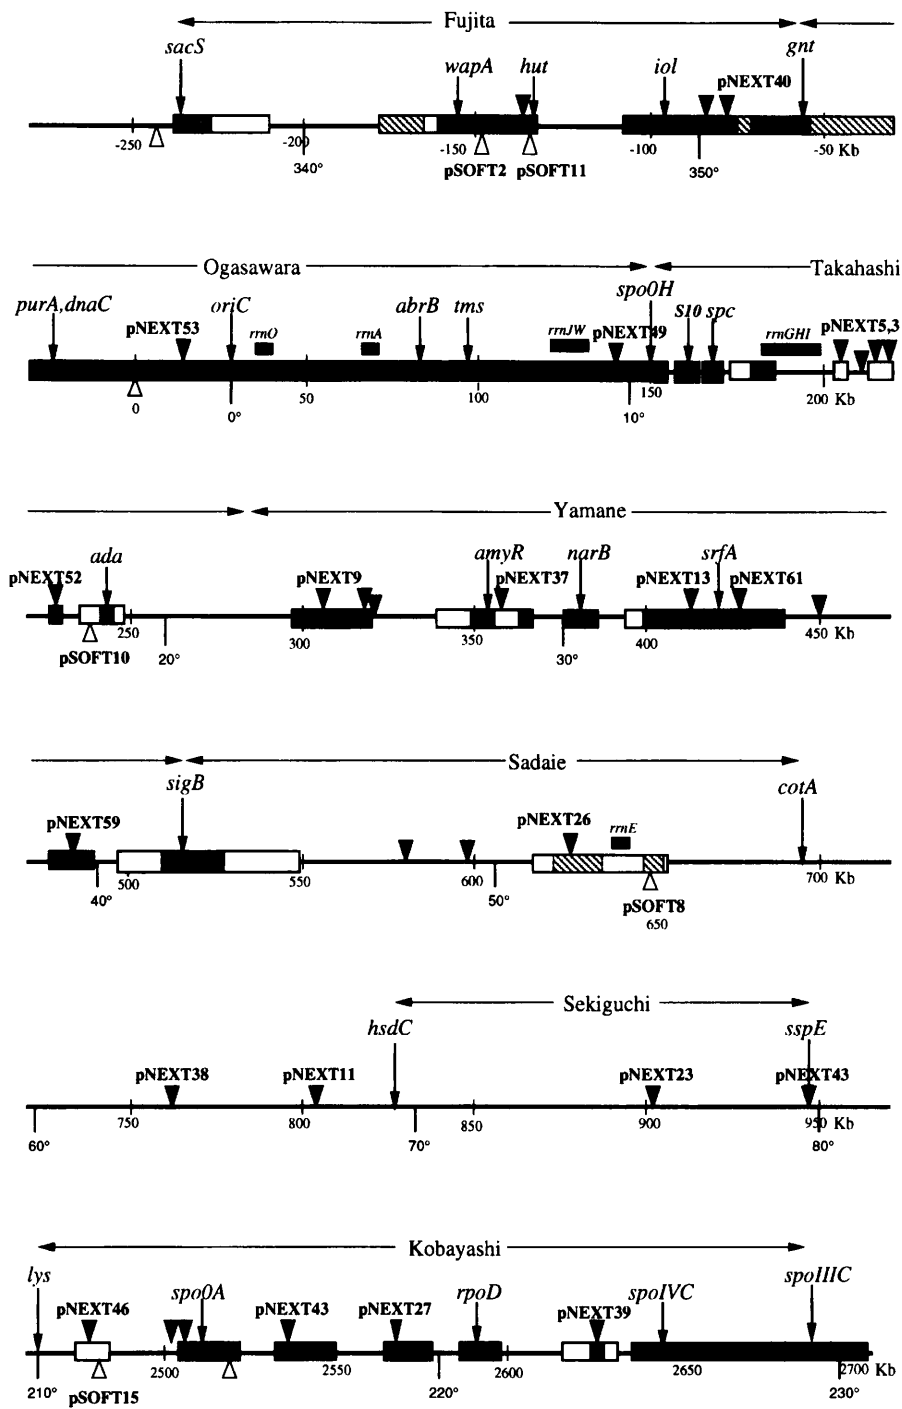 Fujita
sacS wapA hut iol gnt
pNEXT40
-250 -200 -150 -100 -50 Kb
340° pSOFT2 pSOFT11 350°
Ogasawara Takahashi
purA,dnaC oriC abrB tms spo0H S10 spc
pNEXT53 rrnO rrnA rrnJW pNEXT49 rrnGHI pNEXT5,3
0 50 100 150 200 Kb
0° 10°
Yamane
ada amyR narB srfA
pNEXT52 pNEXT9 pNEXT37 pNEXT13 pNEXT61
250 300 350 400 450 Kb
pSOFT10 20° 30°
Sadaie
sigB cotA
pNEXT59 pNEXT26 rrnE
500 550 600 700 Kb
40° 50° pSOFT8
650
Sekiguchi
hsdC sspE
pNEXT38 pNEXT11 pNEXT23 pNEXT43
750 800 850 900 950 Kb
60° 70° 80°
Kobayashi
lys spo0A rpoD spoIVC spoIIIC
pNEXT46 pNEXT43 pNEXT27 pNEXT39
2500 2550 2600 2650 2700 Kb
210° pSOFT15 220° 230°